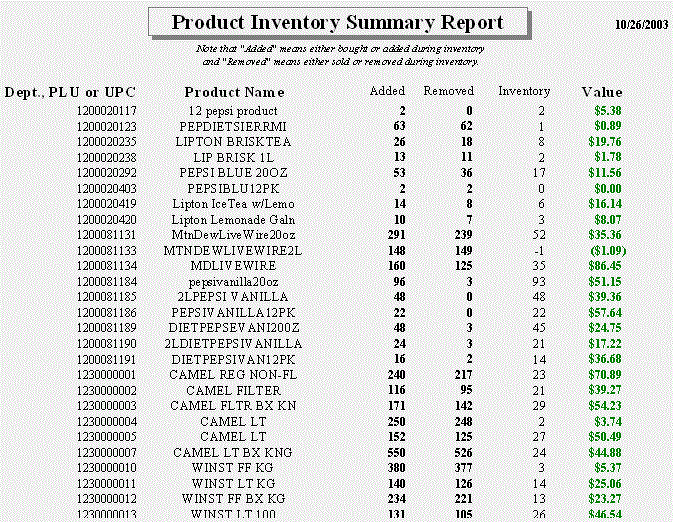 Product Inventory Summary Report
10/26/2003
Note that "Added" means either bought or added during inventory
and "Removed" means either sold or removed during inventory.
Dept., PLU or UPC Product Name Added Removed Inventory Value
1200020117 12 pepsi product 2 0 2 $5.38
1200020123 PEPDIETSIERRMI 63 62 1 $0.89
1200020235 LIPTON BRISKTEA 26 18 8 $19.76
1200020238 LIP BRISK 1L 13 11 2 $1.78
1200020292 PEPSI BLUE 20OZ 53 36 17 $11.56
1200020403 PEPSIBLU12PK 2 2 0 $0.00
1200020419 Lipton IceTea w/Lemo 14 8 6 $16.14
1200020420 Lipton Lemonade Galn 10 7 3 $8.07
1200081131 MtnDewLiveWire20oz 291 239 52 $35.36
1200081133 MTNDEWLIVEWIRE2L 148 149 -1 ($1.09)
1200081134 MDLIVEWIRE 160 125 35 $86.45
1200081184 pepsivanilla20oz 96 3 93 $51.15
1200081185 2LPEPSI VANILLA 48 0 48 $39.36
1200081186 PEPSIVANILLA12PK 22 0 22 $57.64
1200081189 DIETPEPSEVANI200Z 48 3 45 $24.75
1200081190 2LDIETPEPSIVANILLA 24 3 21 $17.22
1200081191 DIETPEPSIVAN12PK 16 2 14 $36.68
1230000001 CAMEL REG NON-FL 240 217 23 $70.89
1230000002 CAMEL FILTER 116 95 21 $39.27
1230000003 CAMEL FLTR BX KN 171 142 29 $54.23
1230000004 CAMEL LT 250 248 2 $3.74
1230000005 CAMEL LT 152 125 27 $50.49
1230000007 CAMEL LT BX KNG 550 526 24 $44.88
1230000010 WINST FF KG 380 377 3 $5.37
1230000011 WINST LT KG 140 126 14 $25.06
1230000012 WINST FF BX KG 234 221 13 $23.27
1230000013 WINST LT 100 131 105 26 $46.54